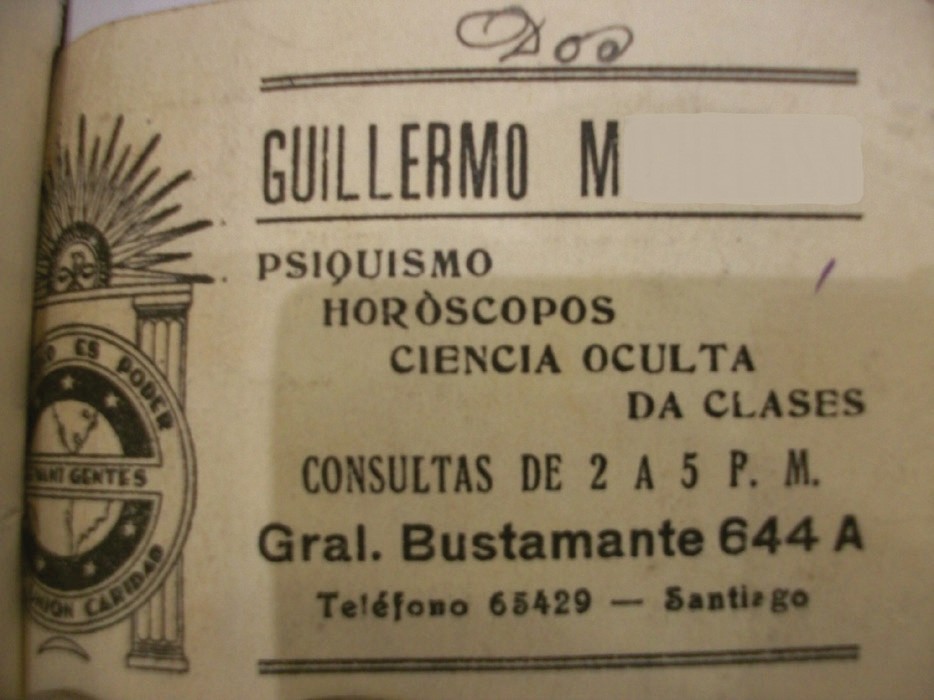 Dos
GUILLERMO M
PSIQUISMO
HORÒSCOPOS
CIENCIA OCULTA
DA CLASES
CONSULTAS DE 2 A 5 P. M.
Gral. Bustamante 644 A
Teléfono 65429 — Santiago
ES PODER
GENTES
CARIDAD